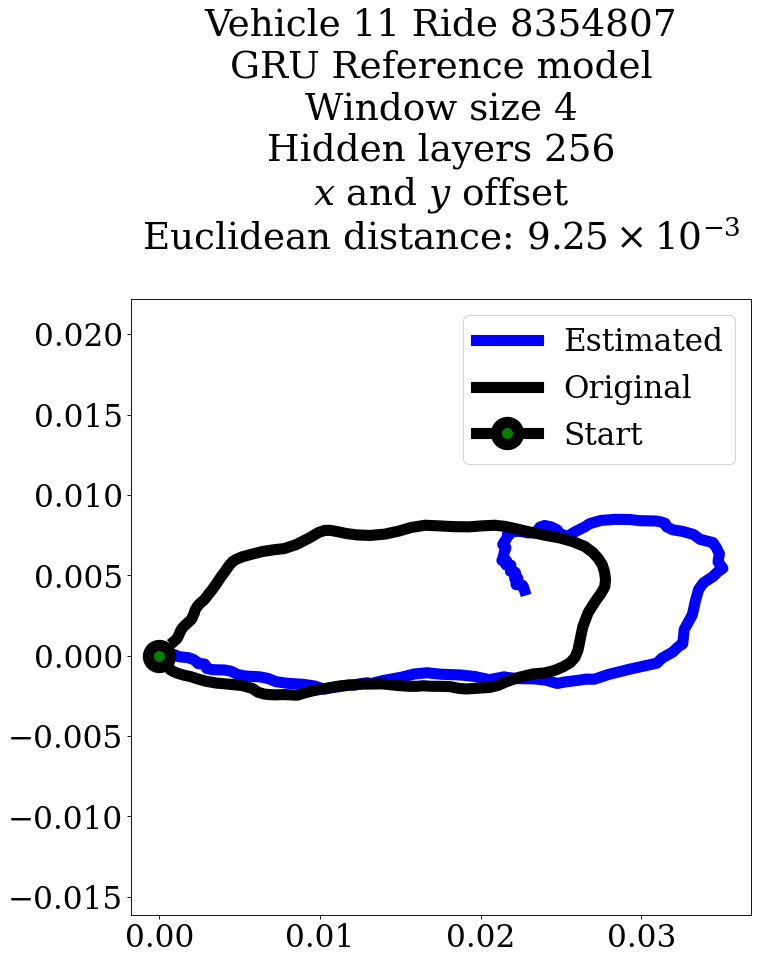 Vehicle 11 Ride 8354807
GRU Reference model
Window size 4
Hidden layers 256
x and y offset
Euclidean distance: 9.25 × 10⁻³
Estimated
Original
Start
0.020
0.015
0.010
0.005
0.000
−0.005
−0.010
−0.015
0.00 0.01 0.02 0.03